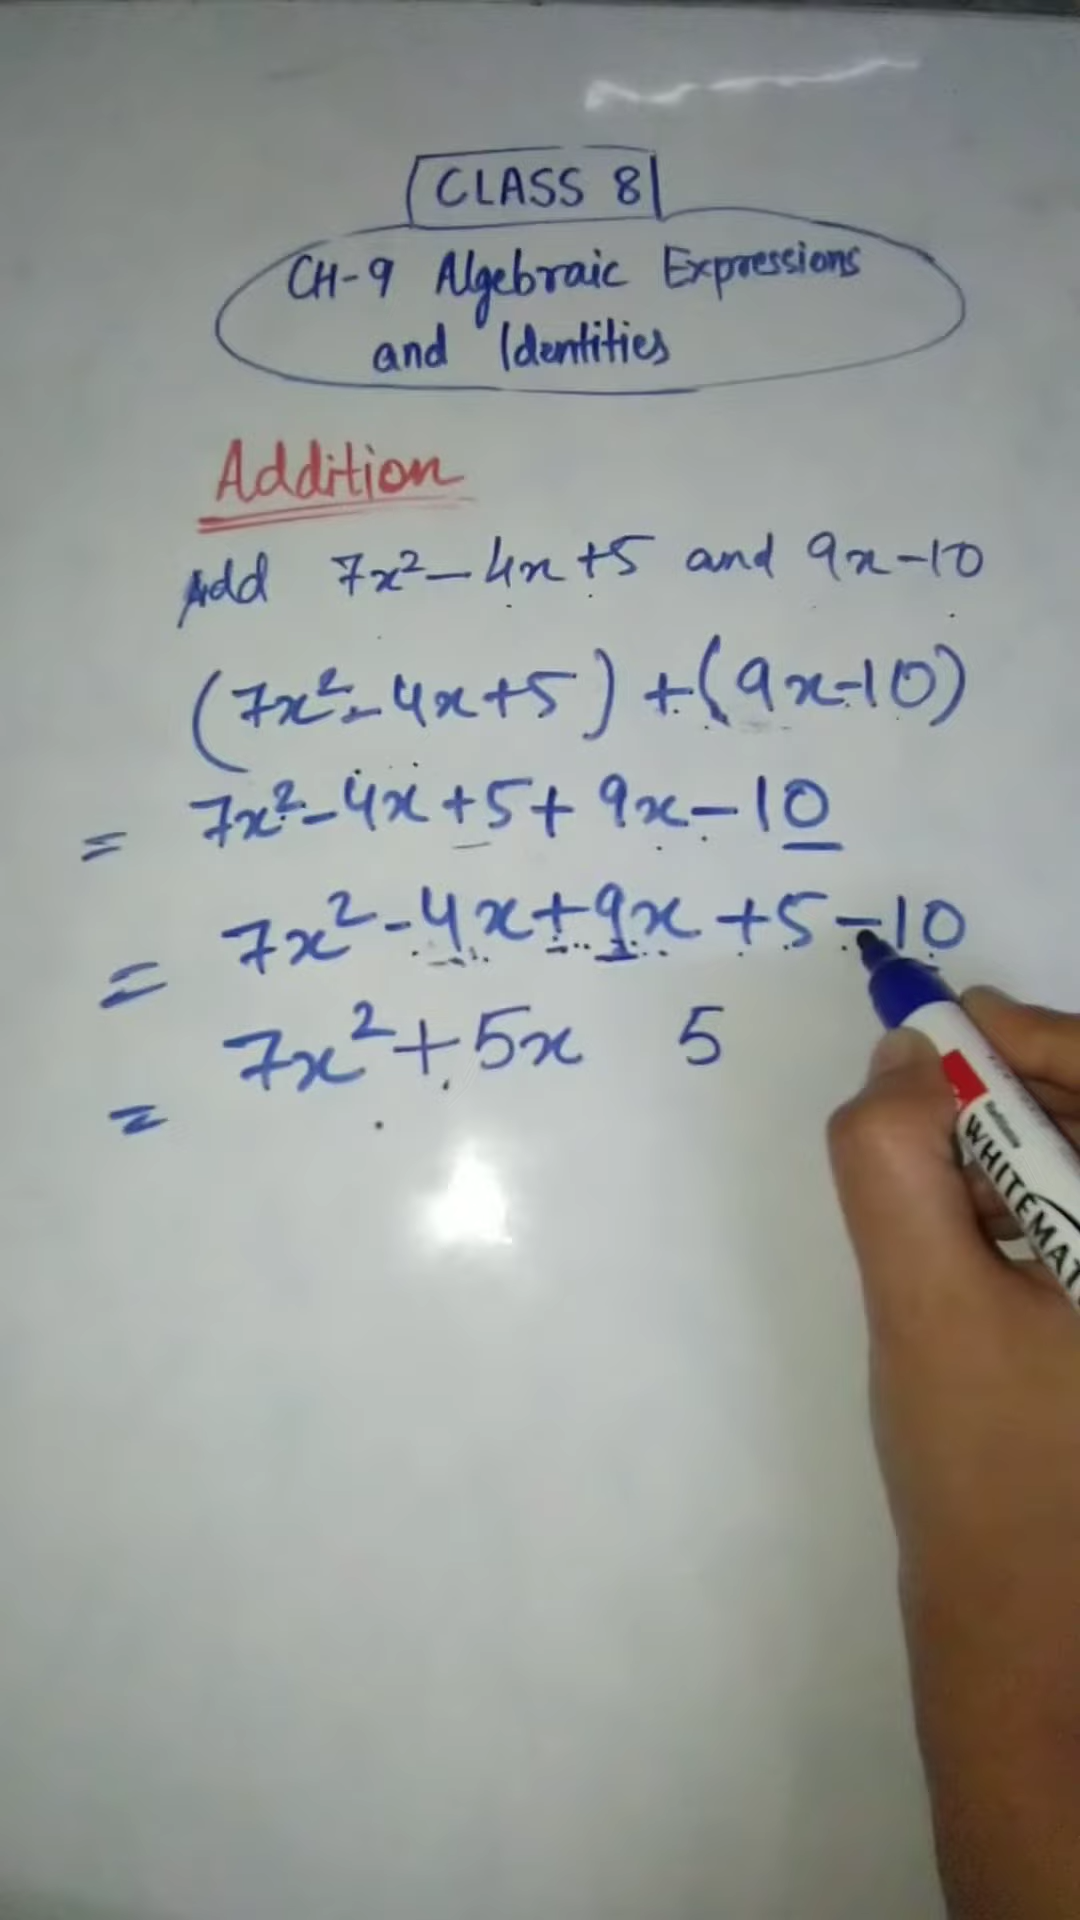 CLASS 8
CH-9 Algebraic Expressions
and Identities
Addition
Add 7x² - 4x + 5 and 9x - 10
(7x² - 4x + 5) + (9x - 10)
= 7x² - 4x + 5 + 9x - 10
= 7x² - 4x + 9x + 5 - 10
= 7x² + 5x 5
WHITEMAT